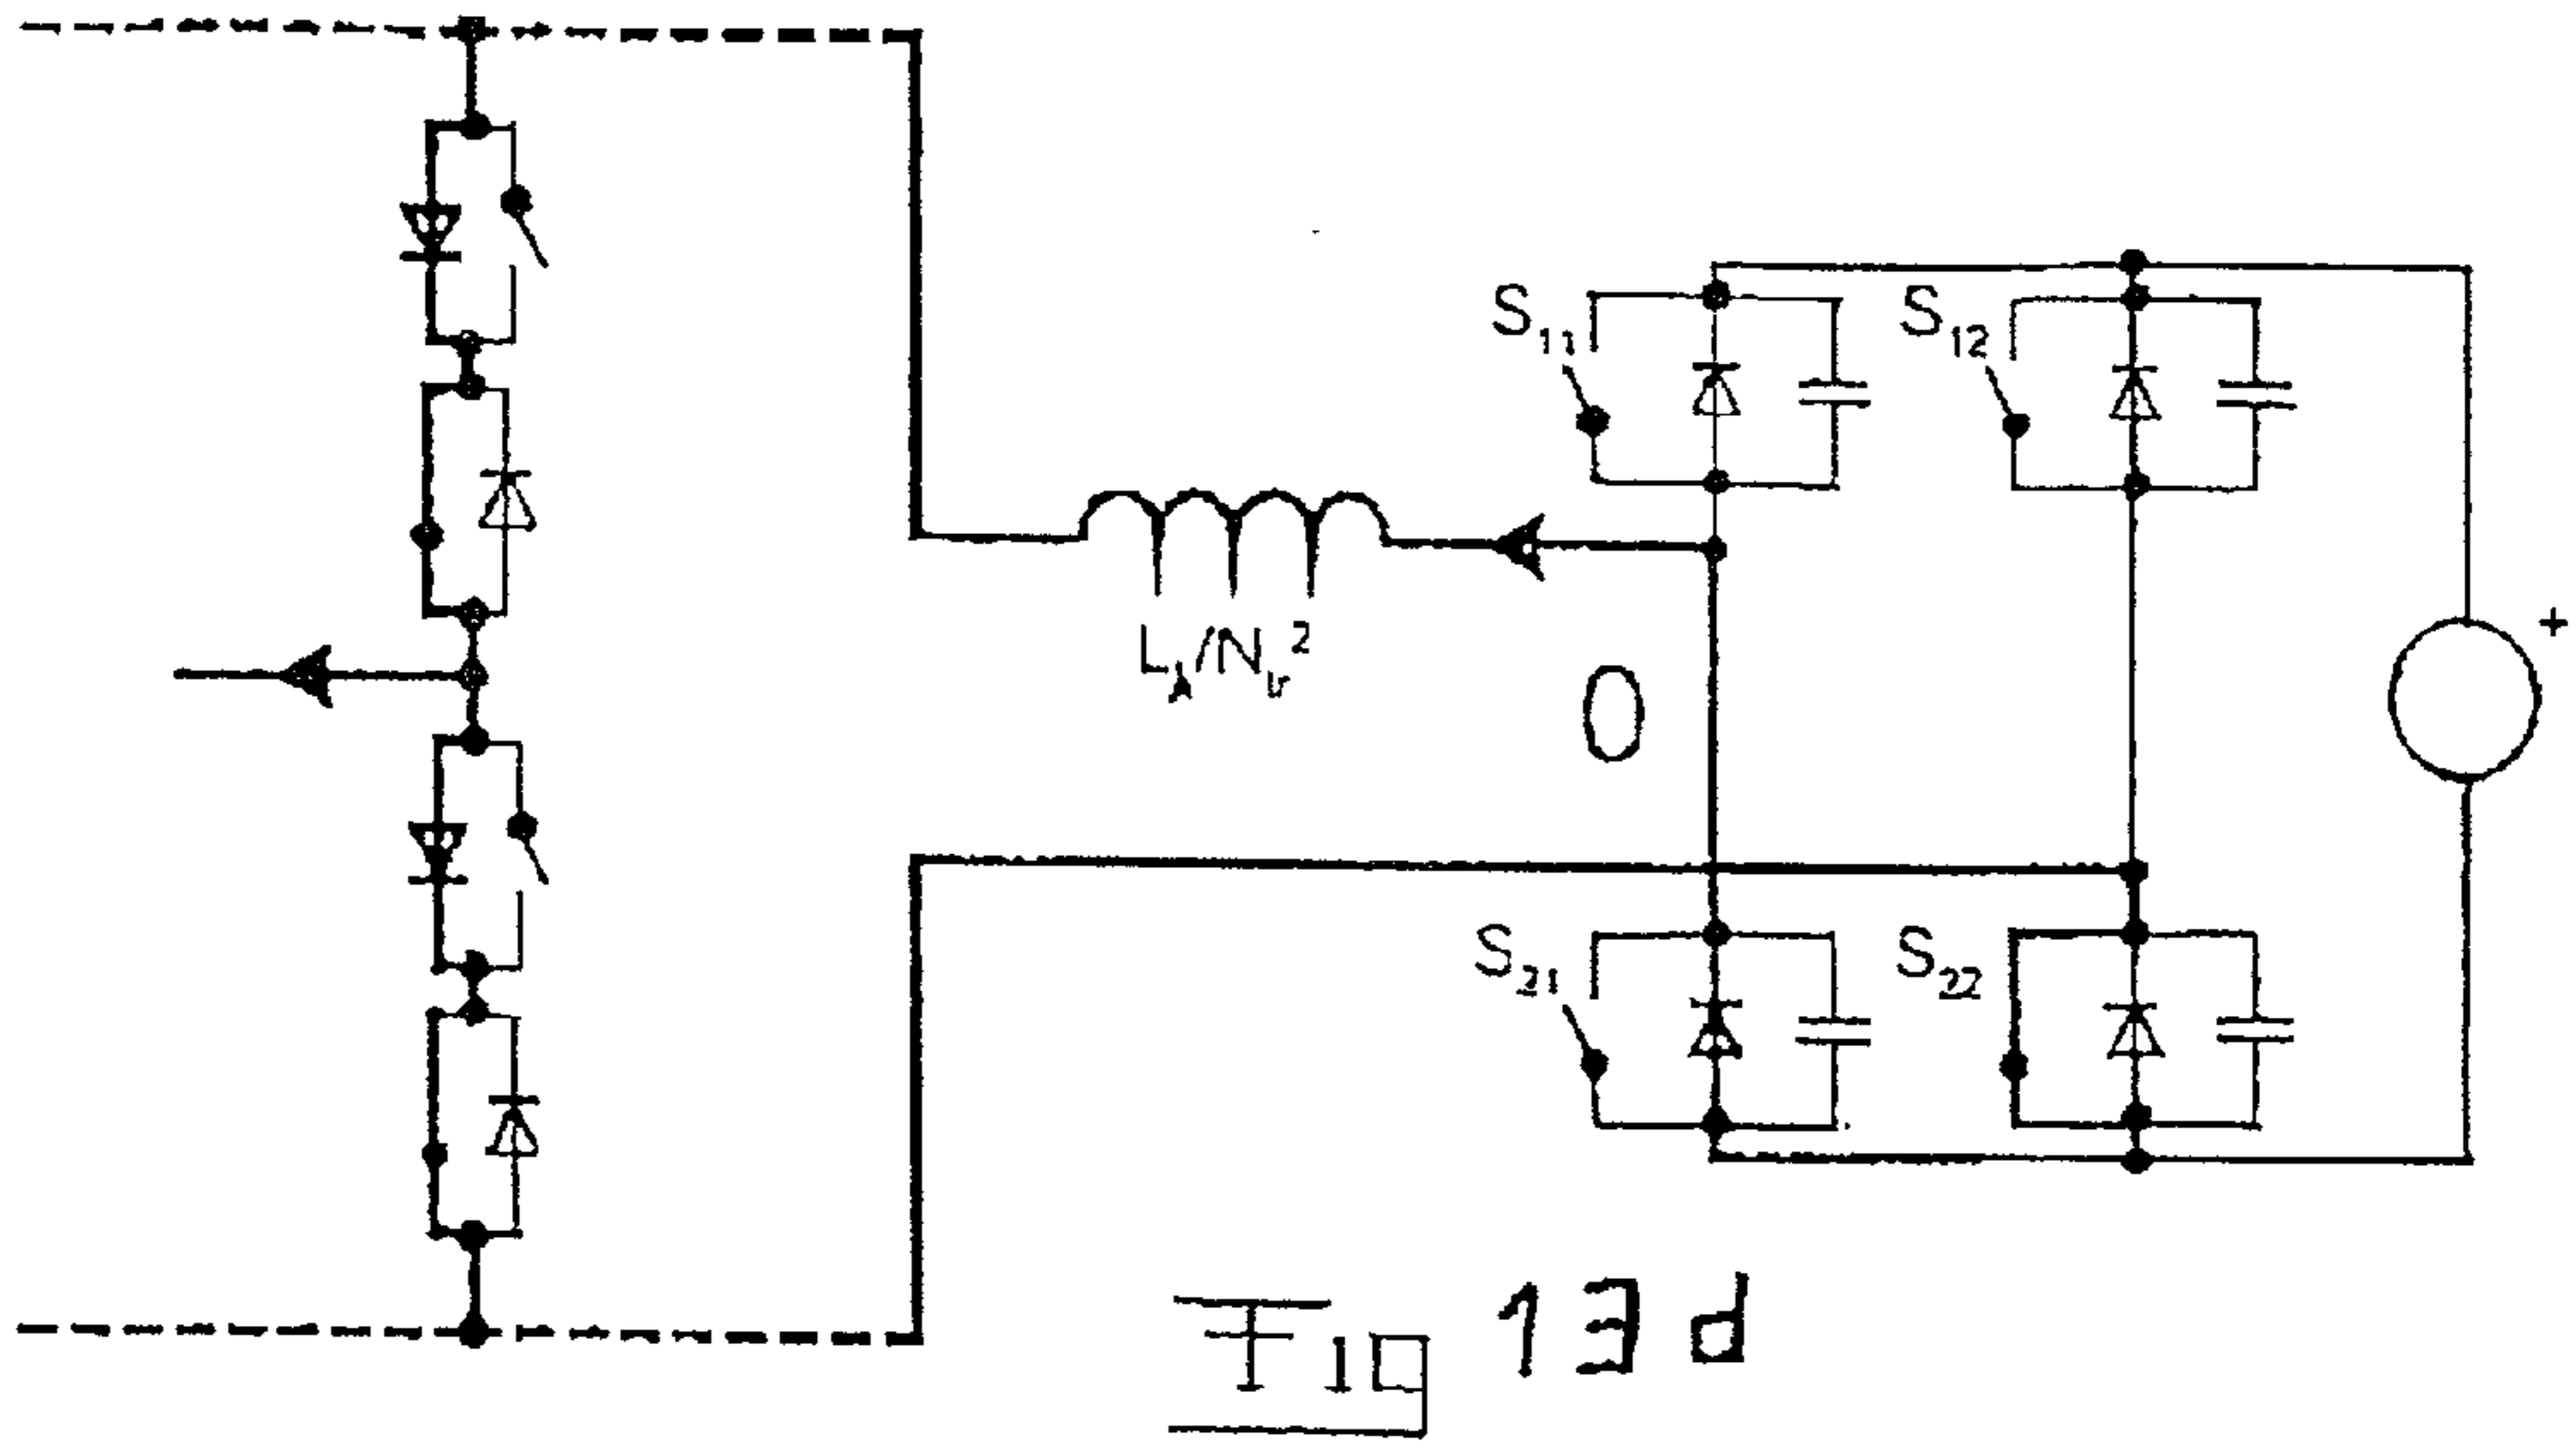 S11
S12
+
Lλ/Ntr²
0
S21
S22
Fig 13 d